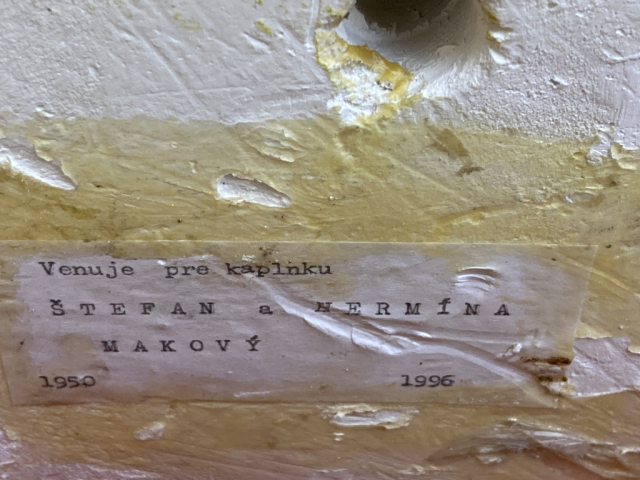 Venuje pre kaplnku
ŠTEFAN a HERMÍNA
MAKOVÝ
1950 1996